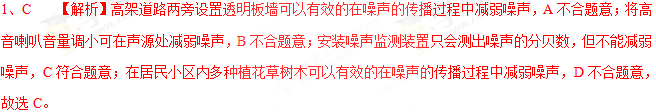 1、C 【解析】高架道路两旁设置透明板墙可以有效的在噪声的传播过程中减弱噪声，A 不合题意；将高
音喇叭音量调小可在声源处减弱噪声，B 不合题意；安装噪声监测装置只会测出噪声的分贝数，但不能减弱
噪声，C 符合题意；在居民小区内多种植花草树木可以有效的在噪声的传播过程中减弱噪声，D 不合题意，
故选 C。